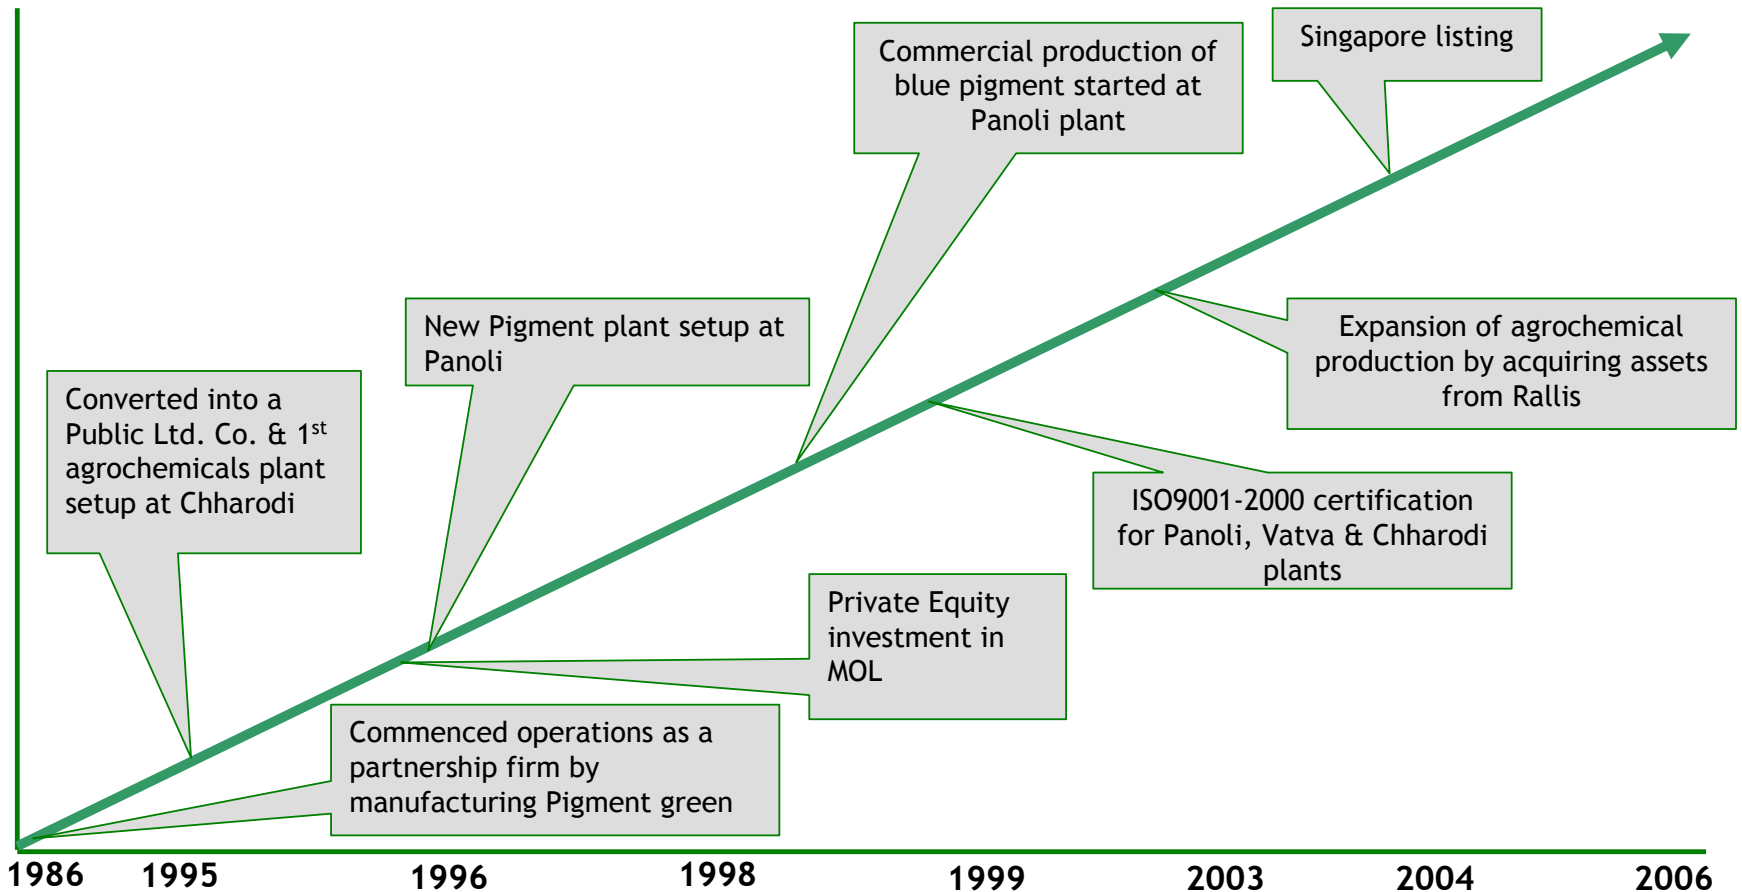 Singapore listing
Commercial production of
blue pigment started at
Panoli plant
New Pigment plant setup at
Panoli
Expansion of agrochemical
production by acquiring assets
from Rallis
Converted into a
Public Ltd. Co. & 1st
agrochemicals plant
setup at Chharodi
ISO9001-2000 certification
for Panoli, Vatva & Chharodi
plants
Private Equity
investment in
MOL
Commenced operations as a
partnership firm by
manufacturing Pigment green
1986 1995 1996 1998 1999 2003 2004 2006